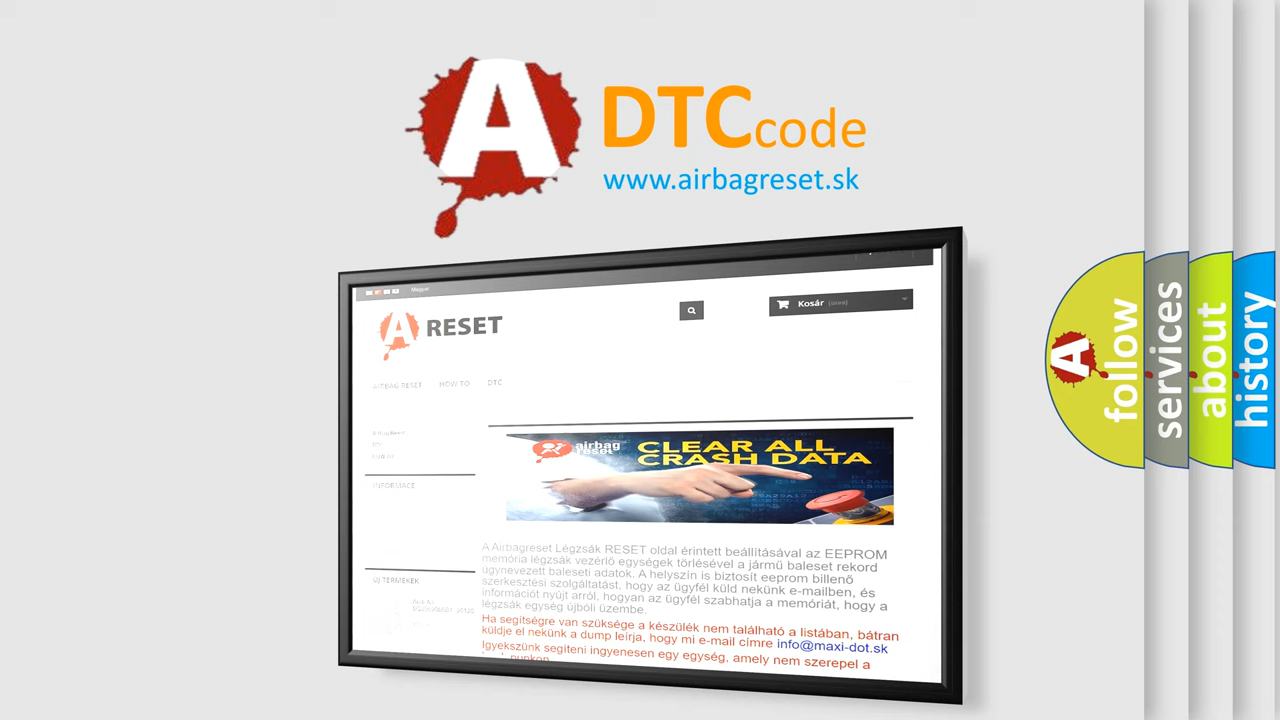 A DTCcode
www.airbagreset.sk
Magyar
Kosár (üres)
A RESET
AIRBAG RESET HOW TO DTC
airbag
reset
CLEAR ALL
CRASH DATA
INFORMACE
A Airbagreset Légzsák RESET oldal érintett beállításával az EEPROM
memória légzsák vezérlő egységek törlésével a jármű baleset rekord
úgynevezett baleseti adatok. A helyszín is biztosít eeprom billenő
szerkesztési szolgáltatást, hogy az ügyfél küld nekünk e-mailben, és
információt nyújt arról, hogyan az ügyfél szabhatja a memóriát, hogy a
légzsák egység újbóli üzembe.
Ha segítségre van szüksége a készülék nem található a listában, bátran
küldje el nekünk a dump leírja, hogy mi e-mail címre info@maxi-dot.sk
Igyekszünk segíteni ingyenesen egy egység, amely nem szerepel a
ÚJ TERMÉKEK
A follow
services
about
history